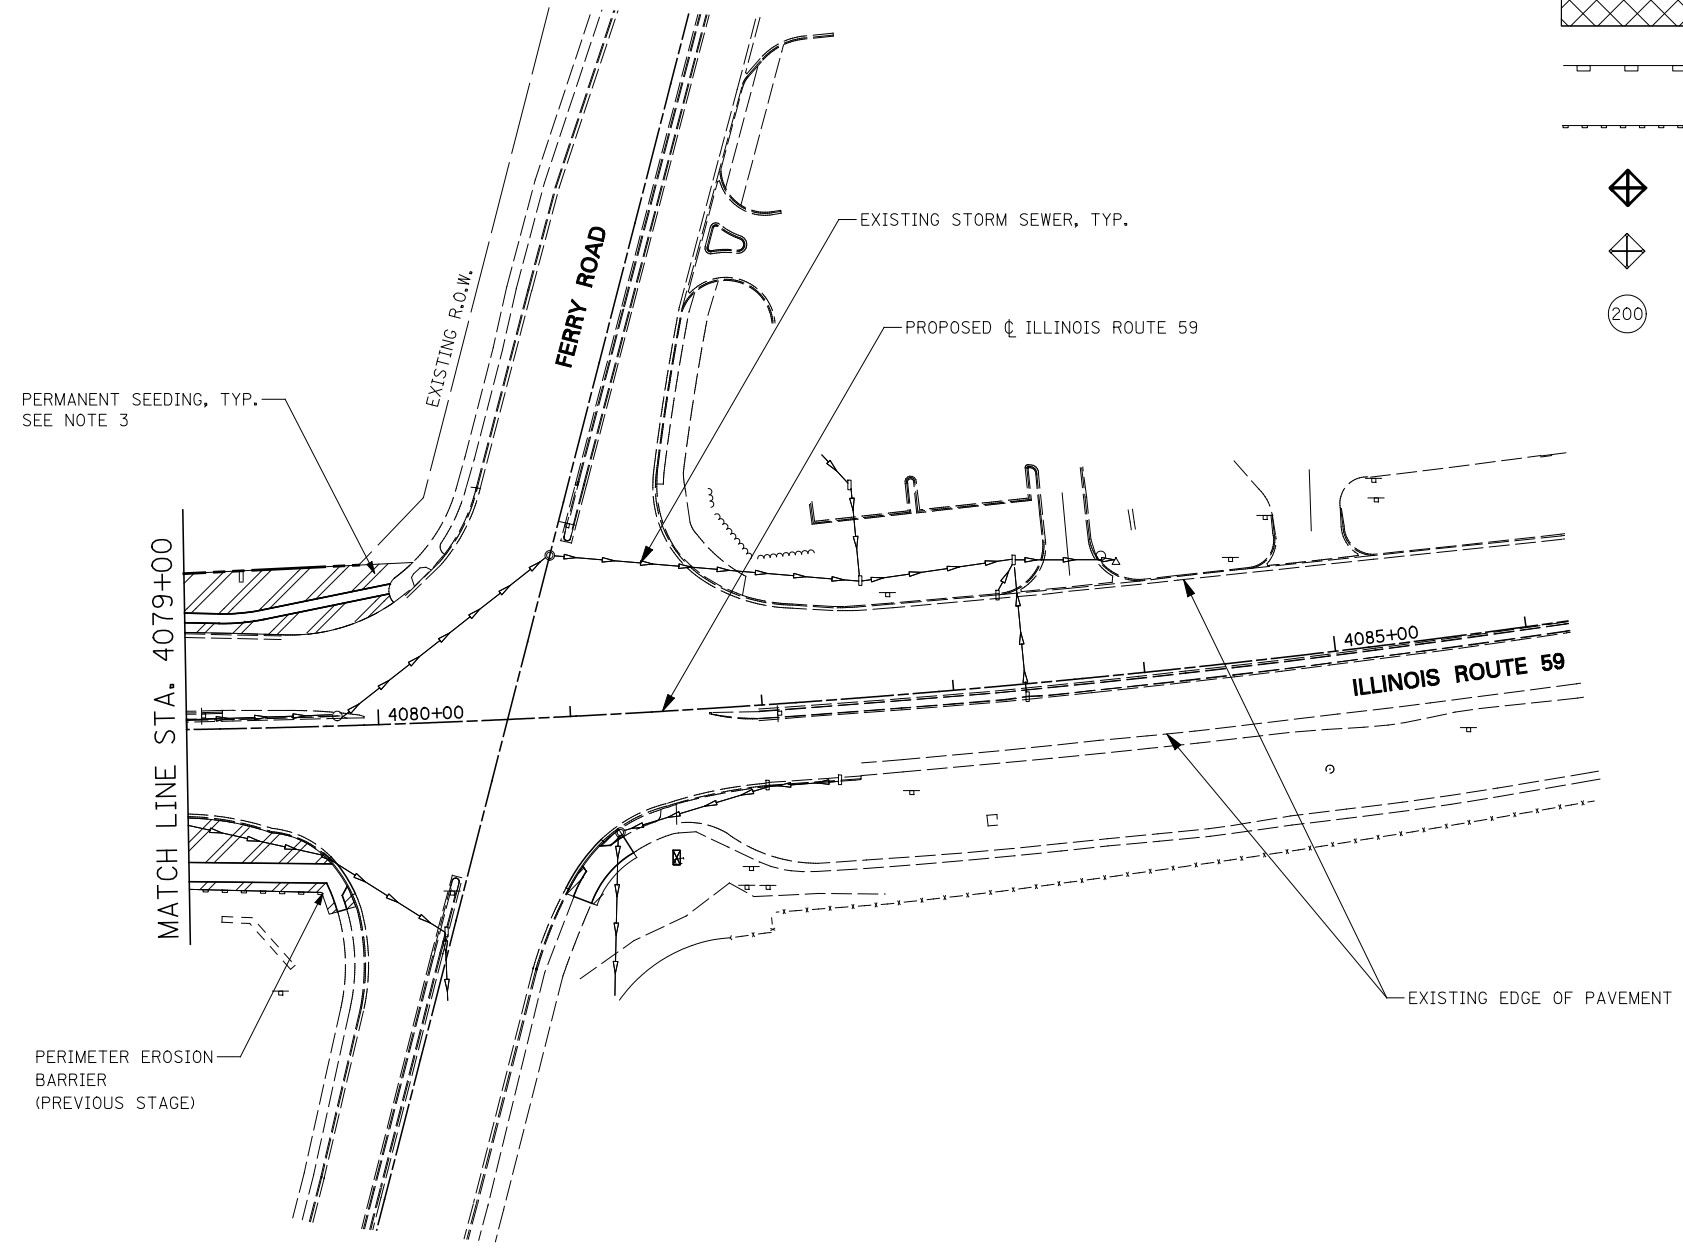 EXISTING STORM SEWER, TYP.
FERRY ROAD
EXISTING R.O.W.
200
PROPOSED ℄ ILLINOIS ROUTE 59
PERMANENT SEEDING, TYP.
SEE NOTE 3
MATCH LINE STA. 4079+00
4085+00
ILLINOIS ROUTE 59
4080+00
EXISTING EDGE OF PAVEMENT
PERIMETER EROSION
BARRIER
(PREVIOUS STAGE)